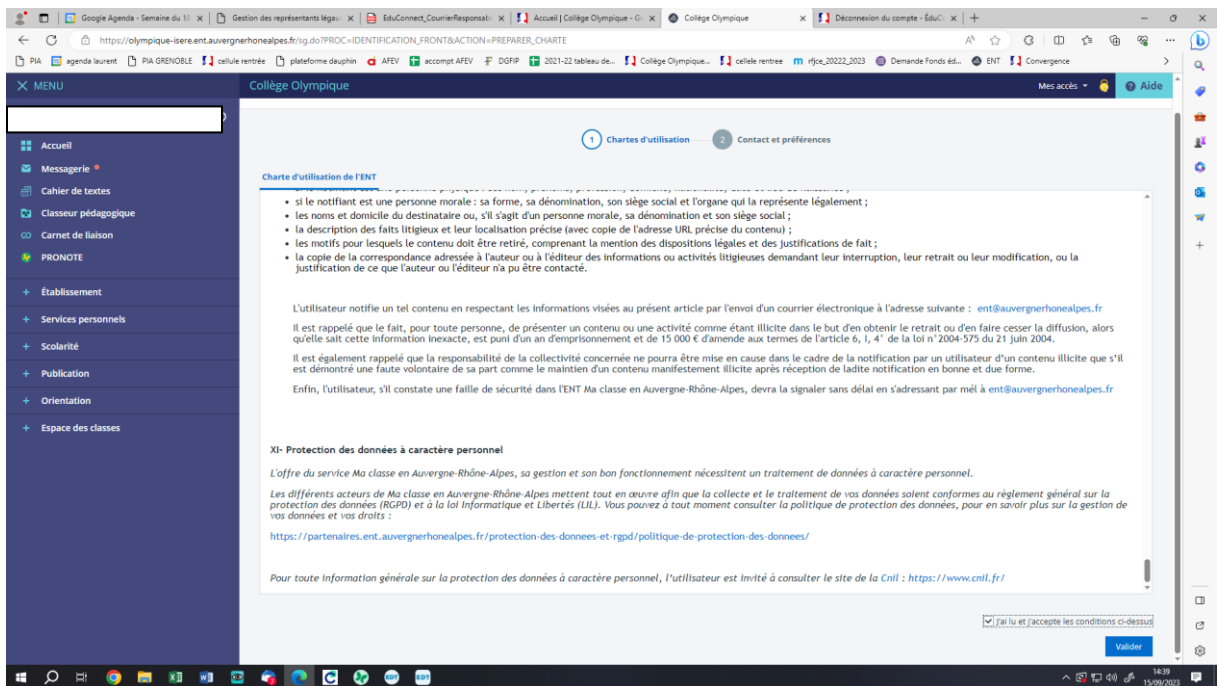 Google Agenda - Semaine du 18
Gestion des représentants légau
EduConnect_CourrierResponsabl
Accueil | Collège Olympique - Gr
Collège Olympique
Déconnexion du compte - ÉduC
https://olympique-isere.ent.auvergnerhonealpes.fr/sg.do?PROC=IDENTIFICATION_FRONT&ACTION=PREPARER_CHARTE
PIA agenda laurent PIA GRENOBLE cellule rentrée plateforme dauphin AFEV accompt AFEV DGFIP 2021-22 tableau de... Collège Olympique... cellele rentree rfjce_20222_2023 Demande Fonds éd... ENT Convergence
MENU
Collège Olympique
Mes accès
Aide
1 Chartes d'utilisation
2 Contact et préférences
Accueil
Messagerie
Cahier de textes
Classeur pédagogique
Carnet de liaison
PRONOTE
+ Établissement
+ Services personnels
+ Scolarité
+ Publication
+ Orientation
+ Espace des classes
Charte d'utilisation de l'ENT
• si le notifiant est une personne morale : sa forme, sa dénomination, son siège social et l'organe qui la représente légalement ;
• les noms et domicile du destinataire ou, s'il s'agit d'un personne morale, sa dénomination et son siège social ;
• la description des faits litigieux et leur localisation précise (avec copie de l'adresse URL précise du contenu) ;
• les motifs pour lesquels le contenu doit être retiré, comprenant la mention des dispositions légales et des justifications de fait ;
• la copie de la correspondance adressée à l'auteur ou à l'éditeur des informations ou activités litigieuses demandant leur interruption, leur retrait ou leur modification, ou la
justification de ce que l'auteur ou l'éditeur n'a pu être contacté.
L'utilisateur notifie un tel contenu en respectant les informations visées au présent article par l'envoi d'un courrier électronique à l'adresse suivante : ent@auvergnerhonealpes.fr
Il est rappelé que le fait, pour toute personne, de présenter un contenu ou une activité comme étant illicite dans le but d'en obtenir le retrait ou d'en faire cesser la diffusion, alors
qu'elle sait cette information inexacte, est puni d'un an d'emprisonnement et de 15 000 € d'amende aux termes de l'article 6, I, 4° de la loi n°2004-575 du 21 juin 2004.
Il est également rappelé que la responsabilité de la collectivité concernée ne pourra être mise en cause dans le cadre de la notification par un utilisateur d'un contenu illicite que s'il
est démontré une faute volontaire de sa part comme le maintien d'un contenu manifestement illicite après réception de ladite notification en bonne et due forme.
Enfin, l'utilisateur, s'il constate une faille de sécurité dans l'ENT Ma classe en Auvergne-Rhône-Alpes, devra la signaler sans délai en s'adressant par mél à ent@auvergnerhonealpes.fr
XI- Protection des données à caractère personnel
L'offre du service Ma classe en Auvergne-Rhône-Alpes, sa gestion et son bon fonctionnement nécessitent un traitement de données à caractère personnel.
Les différents acteurs de Ma classe en Auvergne-Rhône-Alpes mettent tout en œuvre afin que la collecte et le traitement de vos données soient conformes au règlement général sur la
protection des données (RGPD) et à la loi Informatique et Libertés (LIL). Vous pouvez à tout moment consulter la politique de protection des données, pour en savoir plus sur la gestion de
vos données et vos droits :
https://partenaires.ent.auvergnerhonealpes.fr/protection-des-donnees-et-rgpd/politique-de-protection-des-donnees/
Pour toute information générale sur la protection des données à caractère personnel, l'utilisateur est invité à consulter le site de la Cnil : https://www.cnil.fr/
J'ai lu et j'accepte les conditions ci-dessus
Valider
EDT EDT
14:39
15/09/2023